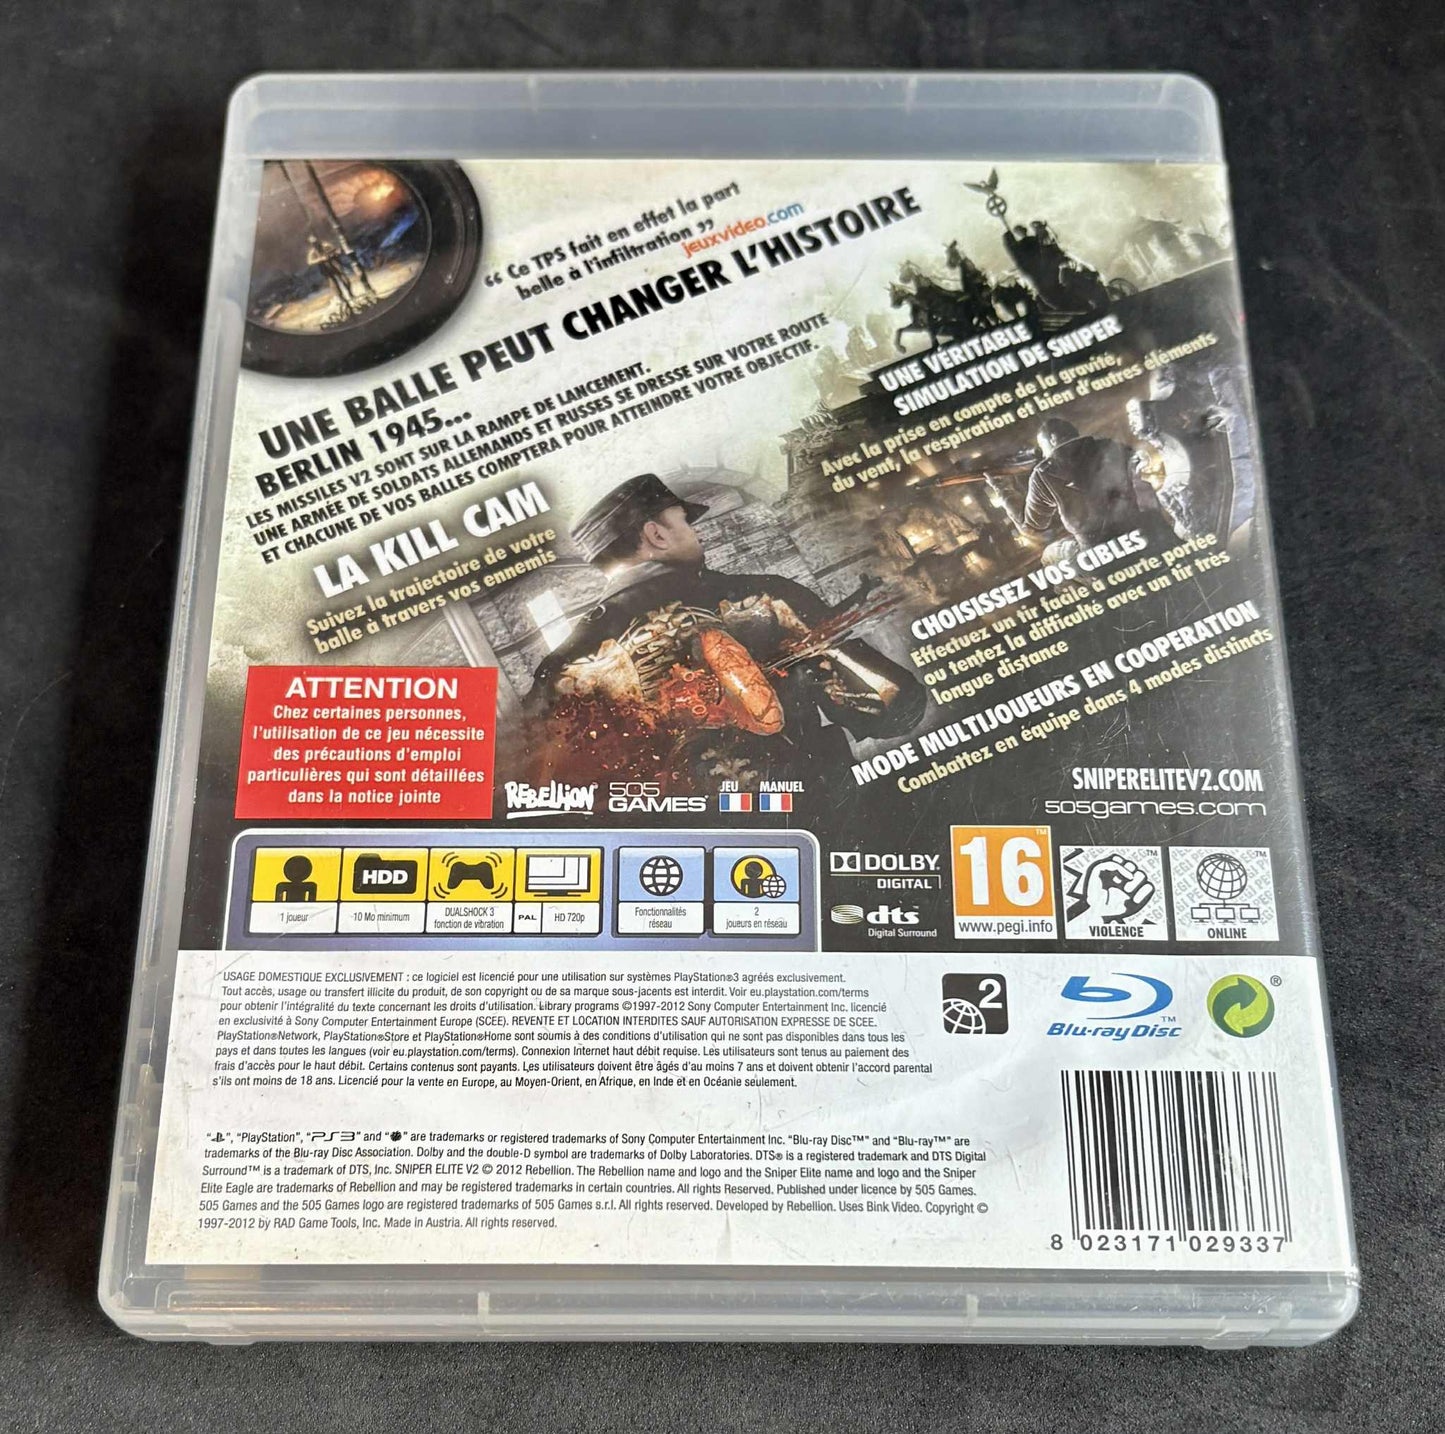 “ Ce TPS fait en effet la part
belle à l'infiltration ”
jeuxvideo.com
UNE BALLE PEUT CHANGER L'HISTOIRE
BERLIN 1945...
LES MISSILES V2 SONT SUR LA RAMPE DE LANCEMENT.
UNE ARMÉE DE SOLDATS ALLEMANDS ET RUSSES SE DRESSE SUR VOTRE ROUTE
ET CHACUNE DE VOS BALLES COMPTERA POUR ATTEINDRE VOTRE OBJECTIF.
UNE VÉRITABLE
SIMULATION DE SNIPER
Avec la prise en compte de la gravité,
du vent, la respiration et bien d'autres éléments
LA KILL CAM
Suivez la trajectoire de votre
balle à travers vos ennemis
CHOISISSEZ VOS CIBLES
Effectuez un tir facile à courte portée
ou tentez la difficulté avec un tir très
longue distance
MODE MULTIJOUEURS EN COOPERATION
Combattez en équipe dans 4 modes distincts
ATTENTION
Chez certaines personnes,
l'utilisation de ce jeu nécessite
des précautions d'emploi
particulières qui sont détaillées
dans la notice jointe
REBELLION
505 GAMES
JEU MANUEL
SNIPERELITEV2.COM
505games.com
HDD
1 joueur
10 Mo minimum
DUALSHOCK 3
fonction de vibration
PAL HD 720p
Fonctionnalités
réseau
2
joueurs en réseau
DOLBY
DIGITAL
dts
Digital Surround
16
™
www.pegi.info
VIOLENCE
ONLINE
USAGE DOMESTIQUE EXCLUSIVEMENT : ce logiciel est licencié pour une utilisation sur systèmes PlayStation®3 agréés exclusivement.
Tout accès, usage ou transfert illicite du produit, de son copyright ou de sa marque sous-jacents est interdit. Voir eu.playstation.com/terms
pour obtenir l'intégralité du texte concernant les droits d'utilisation. Library programs ©1997-2012 Sony Computer Entertainment Inc. licencié
en exclusivité à Sony Computer Entertainment Europe (SCEE). REVENTE ET LOCATION INTERDITES SAUF AUTORISATION EXPRESSE DE SCEE.
PlayStation®Network, PlayStation®Store et PlayStation®Home sont soumis à des conditions d'utilisation qui ne sont pas disponibles dans tous les
pays et dans toutes les langues (voir eu.playstation.com/terms). Connexion Internet haut débit requise. Les utilisateurs sont tenus au paiement des
frais d'accès pour le haut débit. Certains contenus sont payants. Les utilisateurs doivent être âgés d'au moins 7 ans et doivent obtenir l'accord parental
s'ils ont moins de 18 ans. Licencié pour la vente en Europe, au Moyen-Orient, en Afrique, en Inde et en Océanie seulement.
2
Blu-ray Disc™
®
“ ”, “PlayStation”, “PS3” and “ ” are trademarks or registered trademarks of Sony Computer Entertainment Inc. “Blu-ray Disc™” and “Blu-ray™” are
trademarks of the Blu-ray Disc Association. Dolby and the double-D symbol are trademarks of Dolby Laboratories. DTS® is a registered trademark and DTS Digital
Surround™ is a trademark of DTS, Inc. SNIPER ELITE V2 © 2012 Rebellion. The Rebellion name and logo and the Sniper Elite name and logo and the Sniper
Elite Eagle are trademarks of Rebellion and may be registered trademarks in certain countries. All rights Reserved. Published under licence by 505 Games.
505 Games and the 505 Games logo are registered trademarks of 505 Games s.r.l. All rights reserved. Developed by Rebellion. Uses Bink Video. Copyright ©
1997-2012 by RAD Game Tools, Inc. Made in Austria. All rights reserved.
8 023171 029337